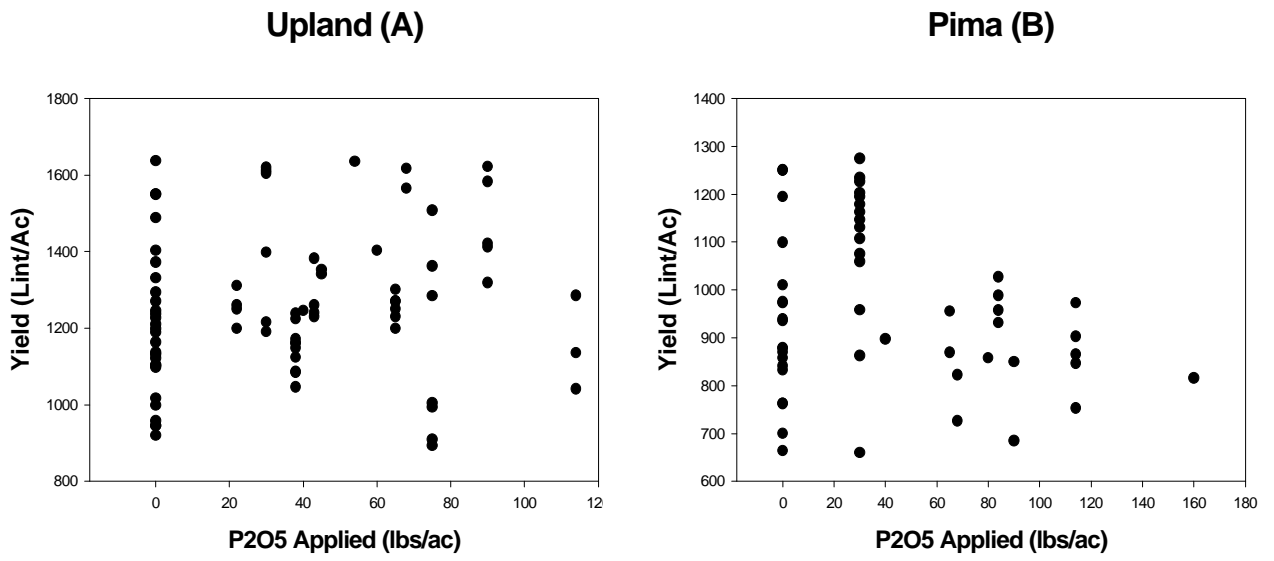 Upland (A)
Pima (B)
1800
1600
1400
1200
1000
800
Yield (Lint/Ac)
0 20 40 60 80 100 12
P2O5 Applied (lbs/ac)
1400
1300
1200
1100
1000
900
800
700
600
Yield (Lint/Ac)
0 20 40 60 80 100 120 140 160 180
P2O5 Applied (lbs/ac)